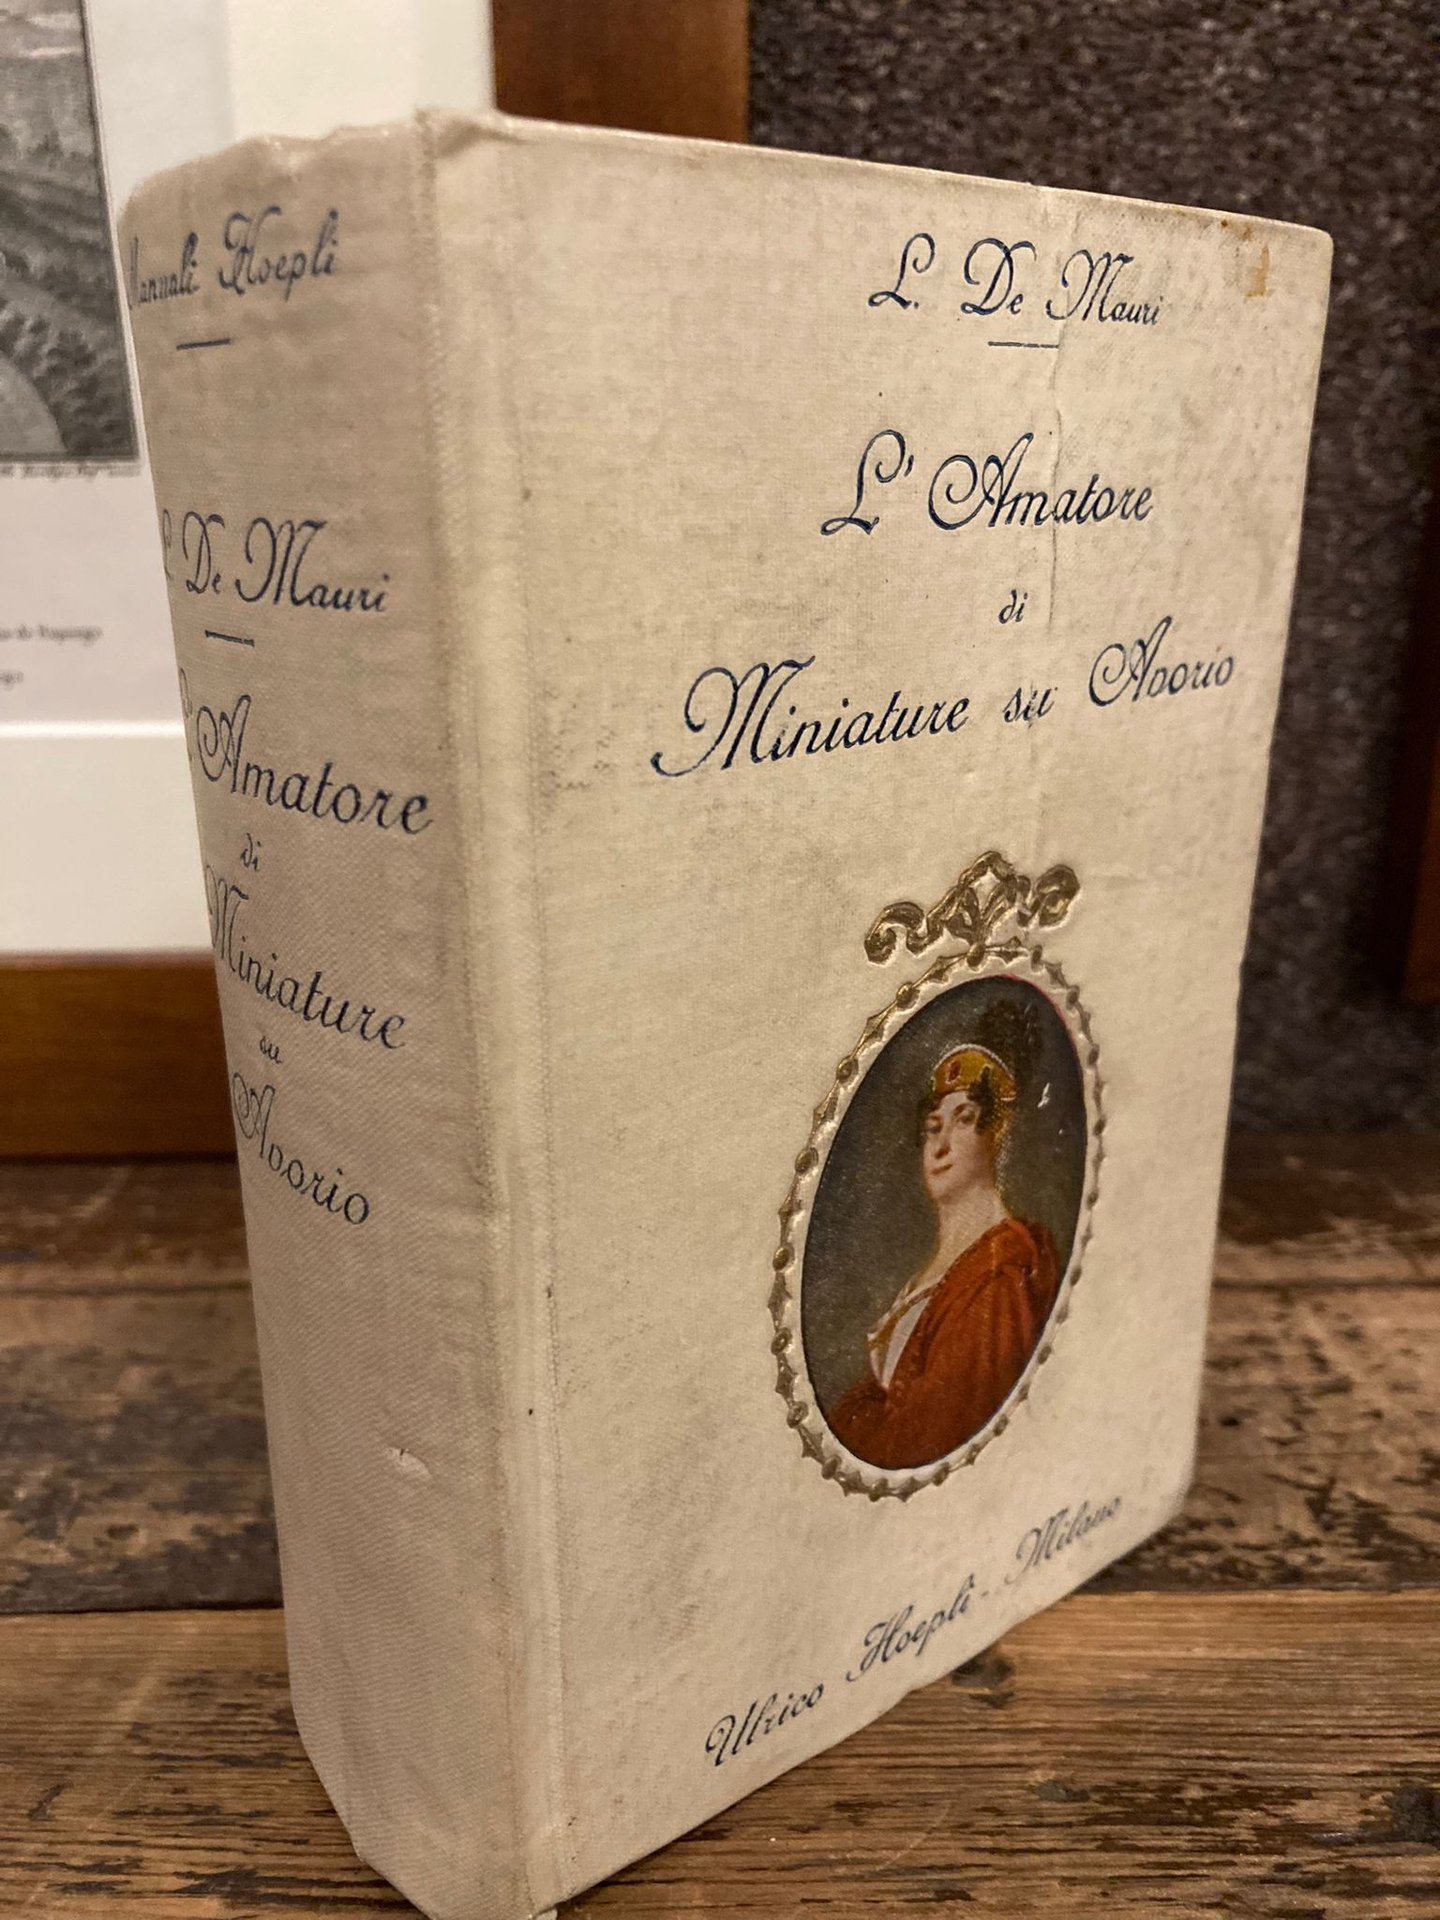 Manuali Hoepli
L. De Mauri
L'Amatore
di
Miniature
su
Avorio
L. De Mauri
L'Amatore
di
Miniature su Avorio
Ulrico Hoepli - Milano